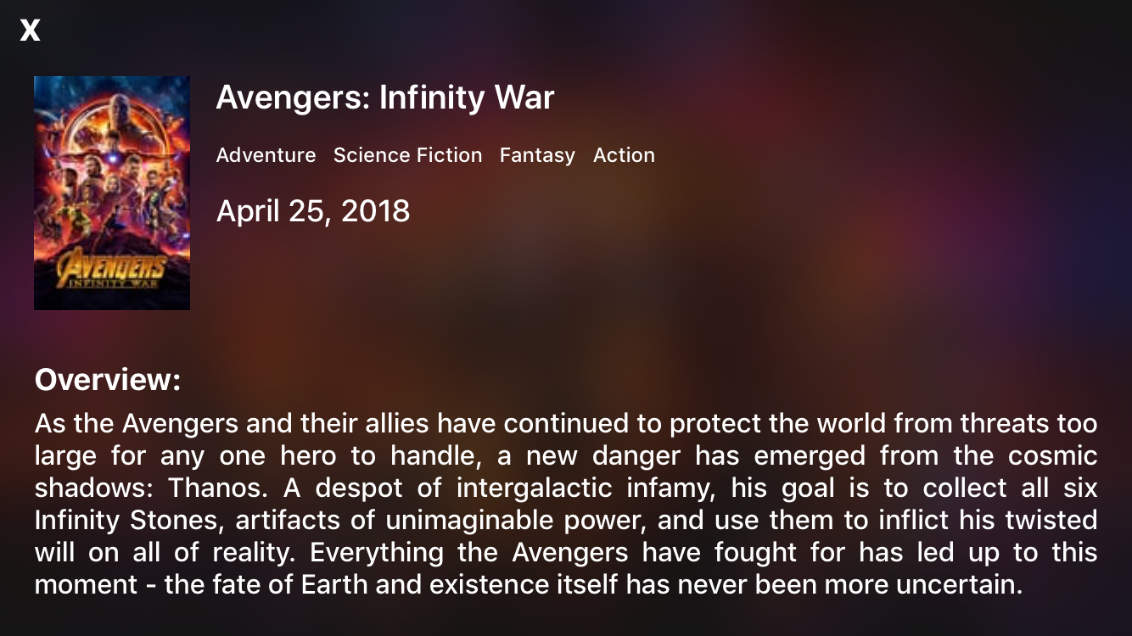 X
Avengers: Infinity War
Adventure Science Fiction Fantasy Action
April 25, 2018
AVENGERS
INFINITY WAR
Overview:
As the Avengers and their allies have continued to protect the world from threats too
large for any one hero to handle, a new danger has emerged from the cosmic
shadows: Thanos. A despot of intergalactic infamy, his goal is to collect all six
Infinity Stones, artifacts of unimaginable power, and use them to inflict his twisted
will on all of reality. Everything the Avengers have fought for has led up to this
moment - the fate of Earth and existence itself has never been more uncertain.